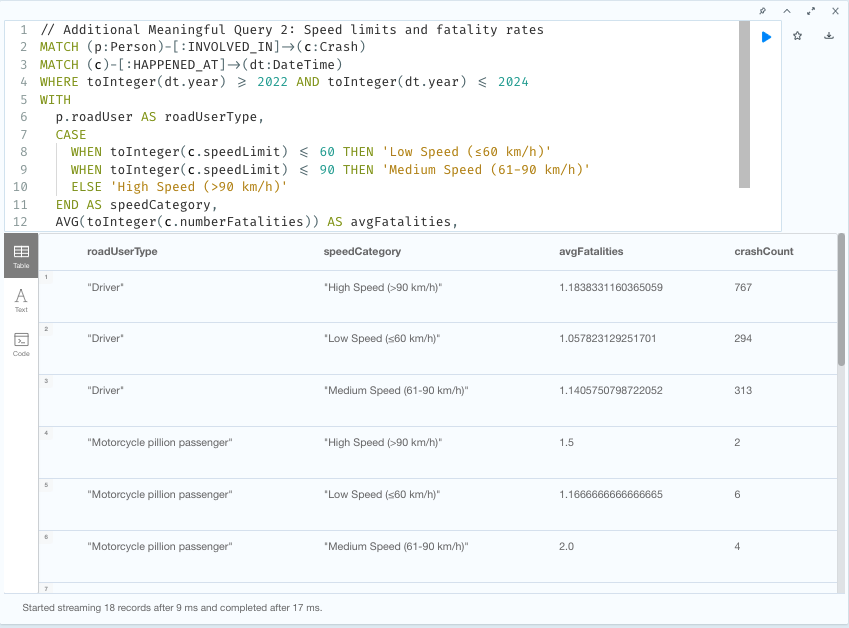 1 // Additional Meaningful Query 2: Speed limits and fatality rates
2 MATCH (p:Person)-[:INVOLVED_IN]→(c:Crash)
3 MATCH (c)-[:HAPPENED_AT]→(dt:DateTime)
4 WHERE toInteger(dt.year) ≥ 2022 AND toInteger(dt.year) ≤ 2024
5 WITH
6 p.roadUser AS roadUserType,
7 CASE
8 WHEN toInteger(c.speedLimit) ≤ 60 THEN 'Low Speed (≤60 km/h)'
9 WHEN toInteger(c.speedLimit) ≤ 90 THEN 'Medium Speed (61-90 km/h)'
10 ELSE 'High Speed (>90 km/h)'
11 END AS speedCategory,
12 AVG(toInteger(c.numberFatalities)) AS avgFatalities,
Table
Text
Code
roadUserType speedCategory avgFatalities crashCount
1 "Driver" "High Speed (>90 km/h)" 1.1838331160365059 767
2 "Driver" "Low Speed (≤60 km/h)" 1.057823129251701 294
3 "Driver" "Medium Speed (61-90 km/h)" 1.1405750798722052 313
4 "Motorcycle pillion passenger" "High Speed (>90 km/h)" 1.5 2
5 "Motorcycle pillion passenger" "Low Speed (≤60 km/h)" 1.1666666666666665 6
6 "Motorcycle pillion passenger" "Medium Speed (61-90 km/h)" 2.0 4
7
Started streaming 18 records after 9 ms and completed after 17 ms.